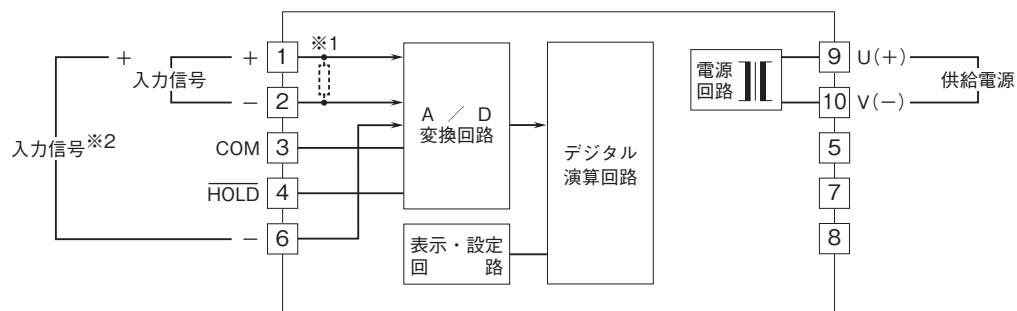 ※1
+ + 1
入力信号
− 2
入力信号※2
COM 3
HOLD 4
− 6
A / D
変換回路
デジタル
演算回路
表示・設定
回 路
電源
回路
9 U(+)
供給電源
10 V(−)
5
7
8